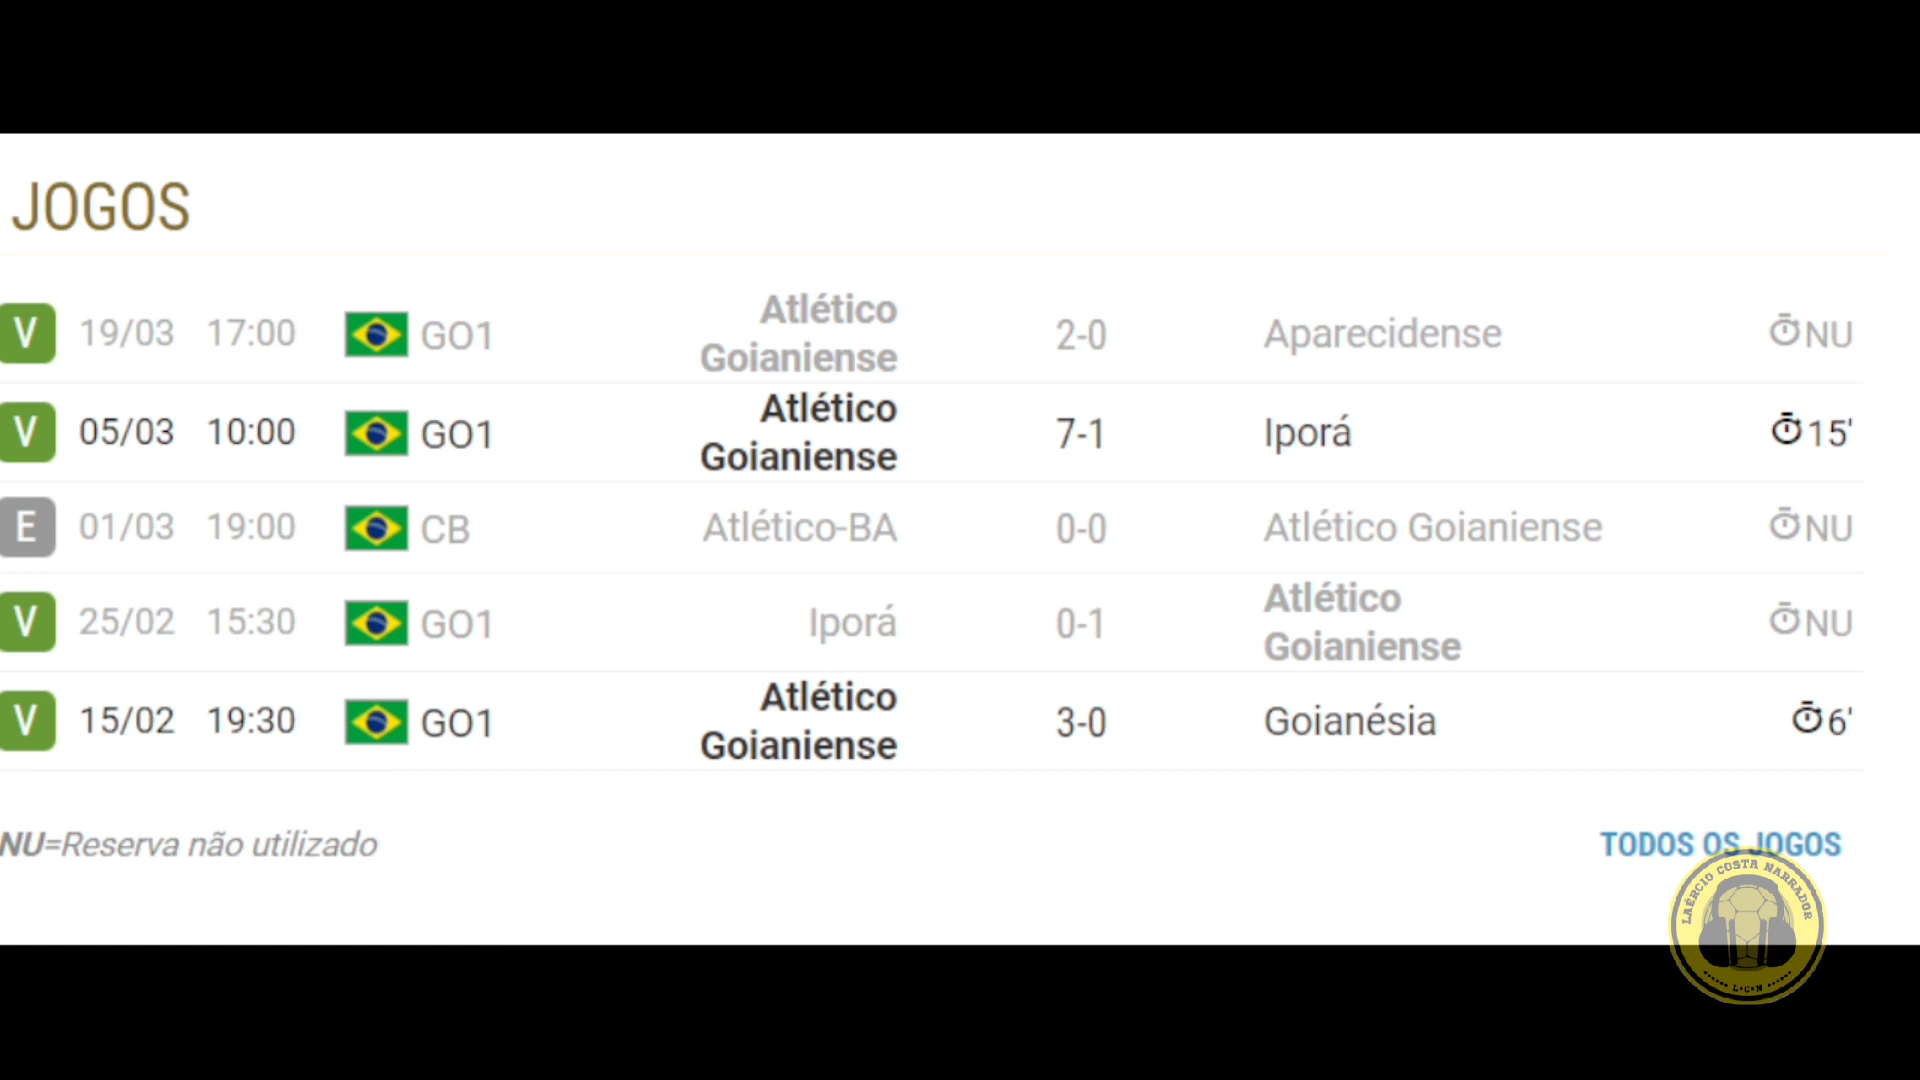 JOGOS
V 19/03 17:00 GO1 Atlético Goianiense 2-0 Aparecidense NU
V 05/03 10:00 GO1 Atlético Goianiense 7-1 Iporá 15'
E 01/03 19:00 CB Atlético-BA 0-0 Atlético Goianiense NU
V 25/02 15:30 GO1 Iporá 0-1 Atlético Goianiense NU
V 15/02 19:30 GO1 Atlético Goianiense 3-0 Goianésia 6'
NU=Reserva não utilizado
TODOS OS JOGOS
LAÉRCIO COSTA NARRADOR
L•C•N